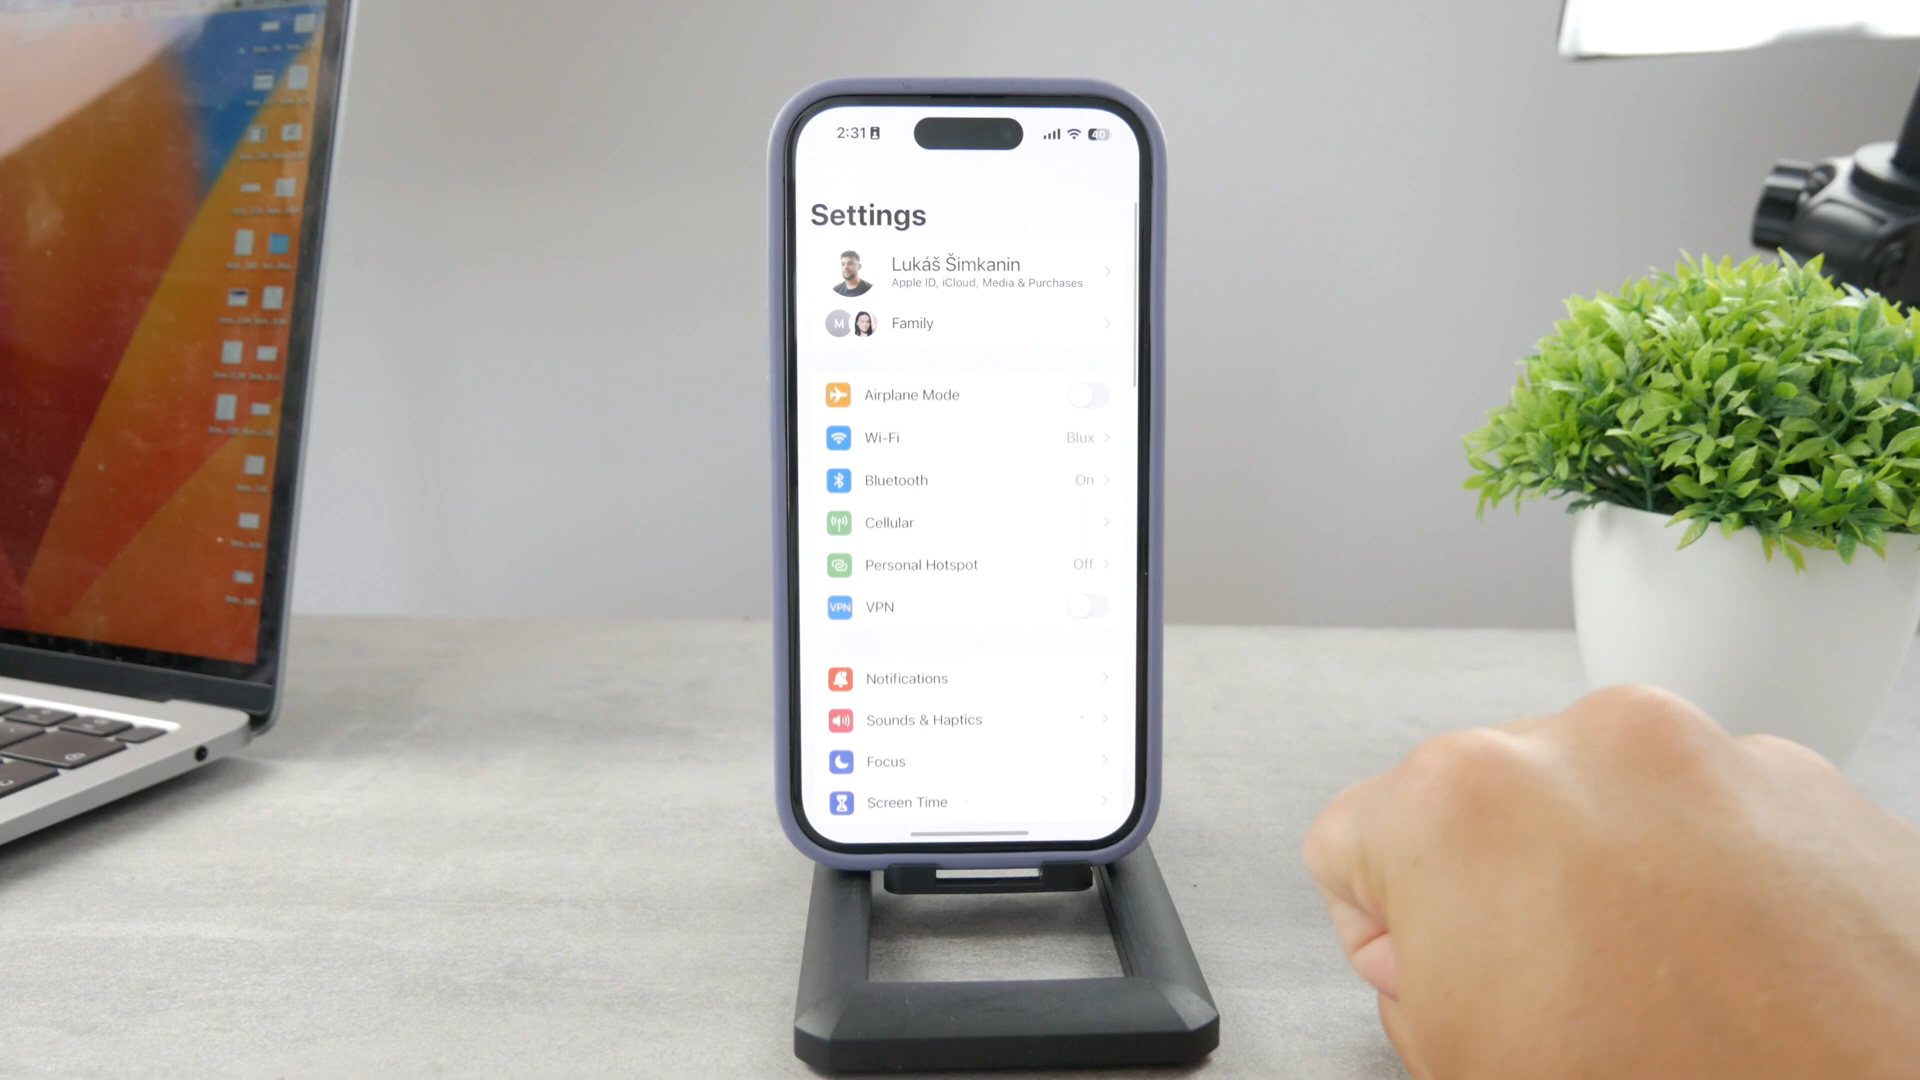 2:31
40
Settings
Lukáš Šimkanin
Apple ID, iCloud, Media & Purchases
M
Family
Airplane Mode
Wi-Fi Blux
Bluetooth On
Cellular
Personal Hotspot Off
VPN VPN
Notifications
Sounds & Haptics
Focus
Screen Time